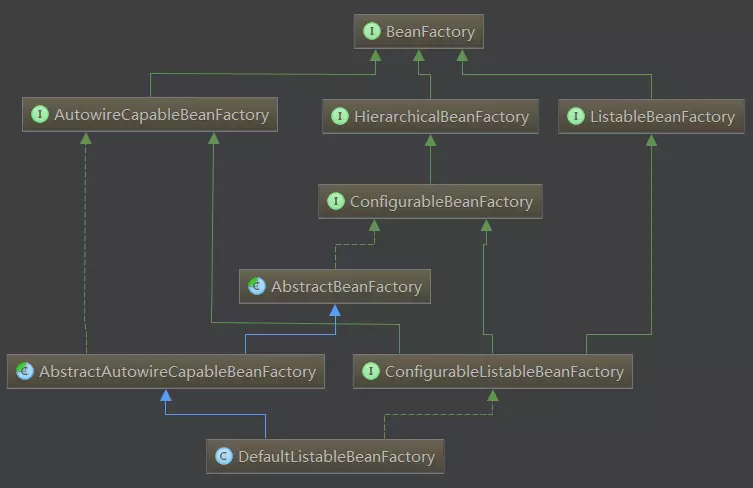 I BeanFactory
I AutowireCapableBeanFactory
I HierarchicalBeanFactory
I ListableBeanFactory
I ConfigurableBeanFactory
C AbstractBeanFactory
C AbstractAutowireCapableBeanFactory
I ConfigurableListableBeanFactory
C DefaultListableBeanFactory